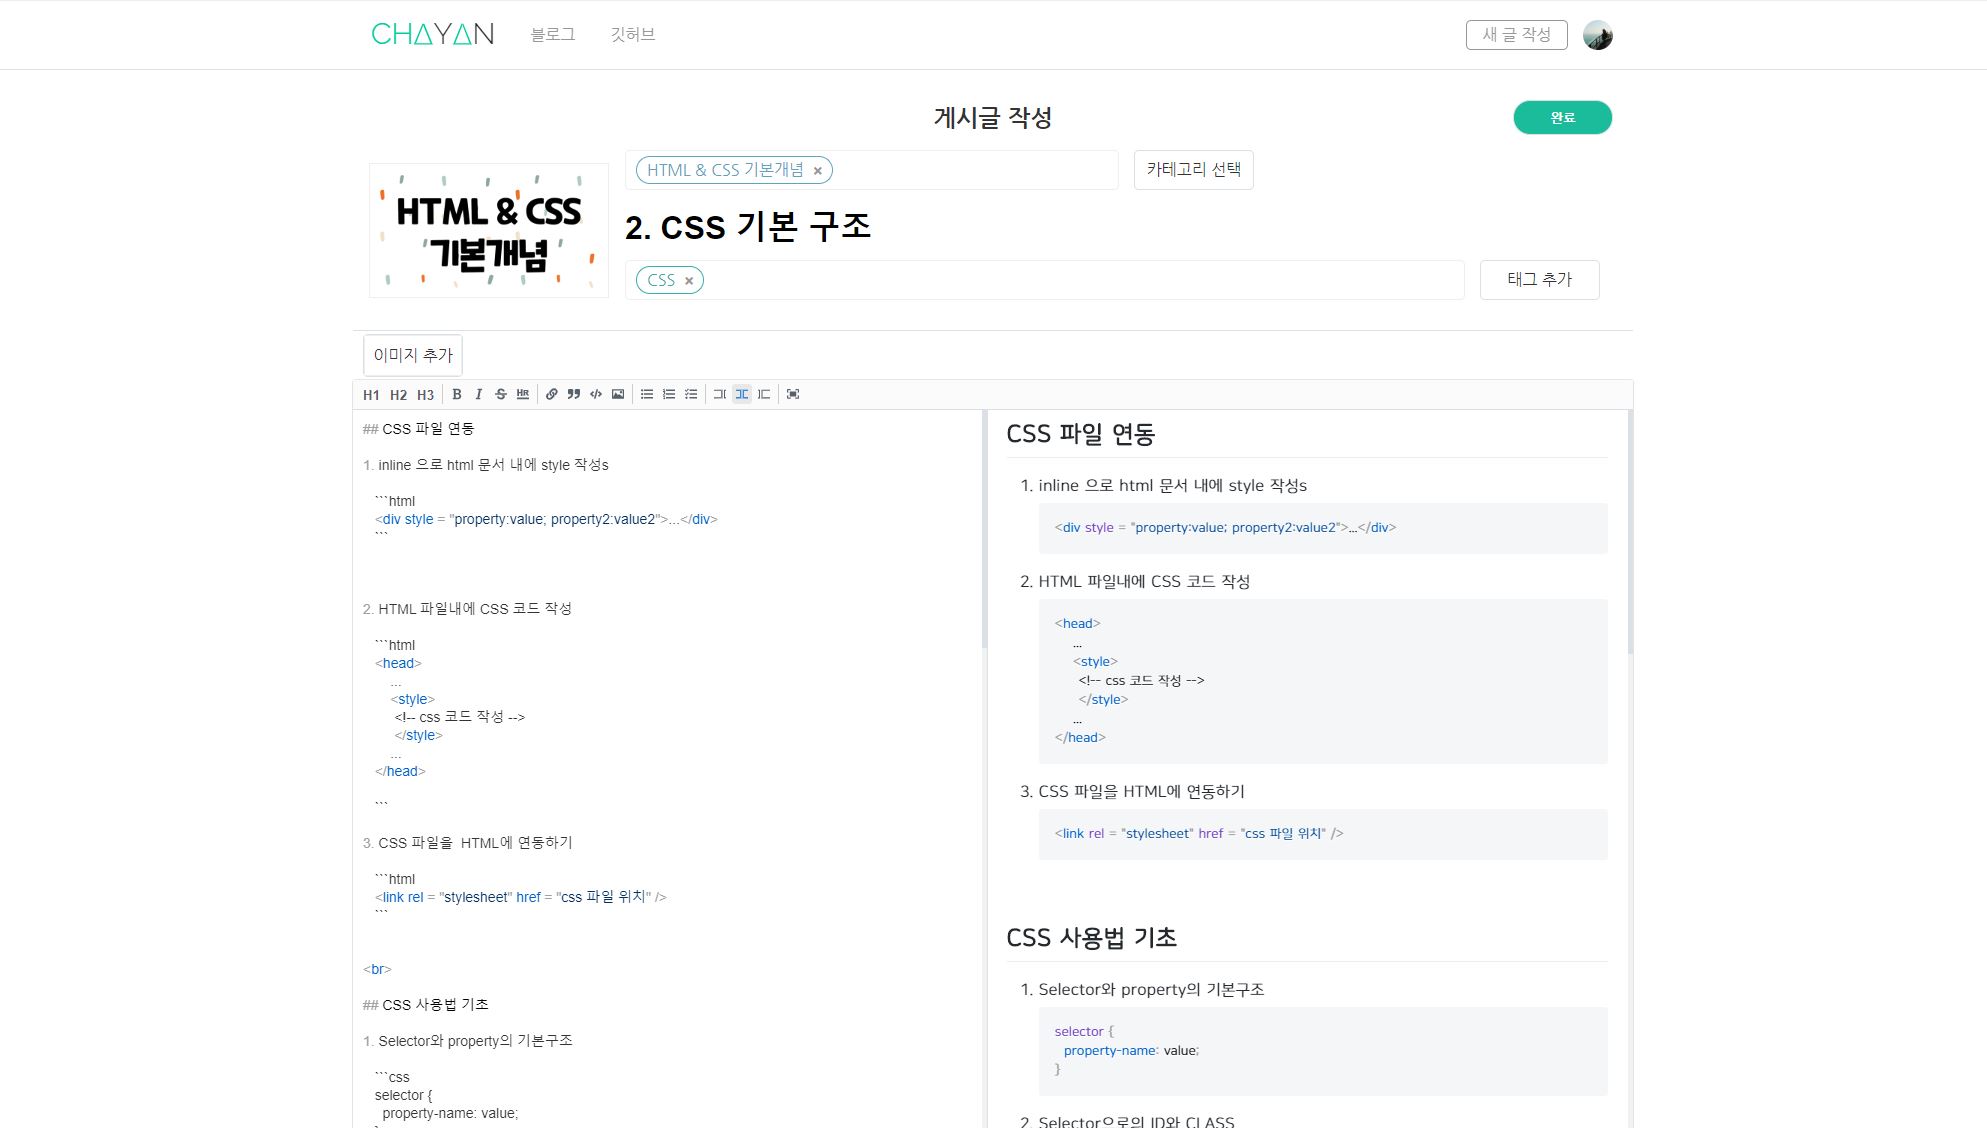 CHAYAN 블로그 깃허브 새 글 작성
게시글 작성 완료
HTML & CSS
기본개념
HTML & CSS 기본개념 × 카테고리 선택
2. CSS 기본 구조
CSS × 태그 추가
이미지 추가
H1 H2 H3 B I S HR
## CSS 파일 연동
1. inline 으로 html 문서 내에 style 작성s
```html
<div style = "property:value; property2:value2">...</div>
```
2. HTML 파일내에 CSS 코드 작성
```html
<head>
...
<style>
<!-- css 코드 작성 -->
</style>
...
</head>
```
3. CSS 파일을  HTML에 연동하기
```html
<link rel = "stylesheet" href = "css 파일 위치" />
```
<br>
## CSS 사용법 기초
1. Selector와 property의 기본구조
```css
selector {
property-name: value;
CSS 파일 연동
1. inline 으로 html 문서 내에 style 작성s
<div style = "property:value; property2:value2">...</div>
2. HTML 파일내에 CSS 코드 작성
<head>
...
<style>
<!-- css 코드 작성 -->
</style>
...
</head>
3. CSS 파일을 HTML에 연동하기
<link rel = "stylesheet" href = "css 파일 위치" />
CSS 사용법 기초
1. Selector와 property의 기본구조
selector {
property-name: value;
}
2. Selector으로의 ID와 CLASS